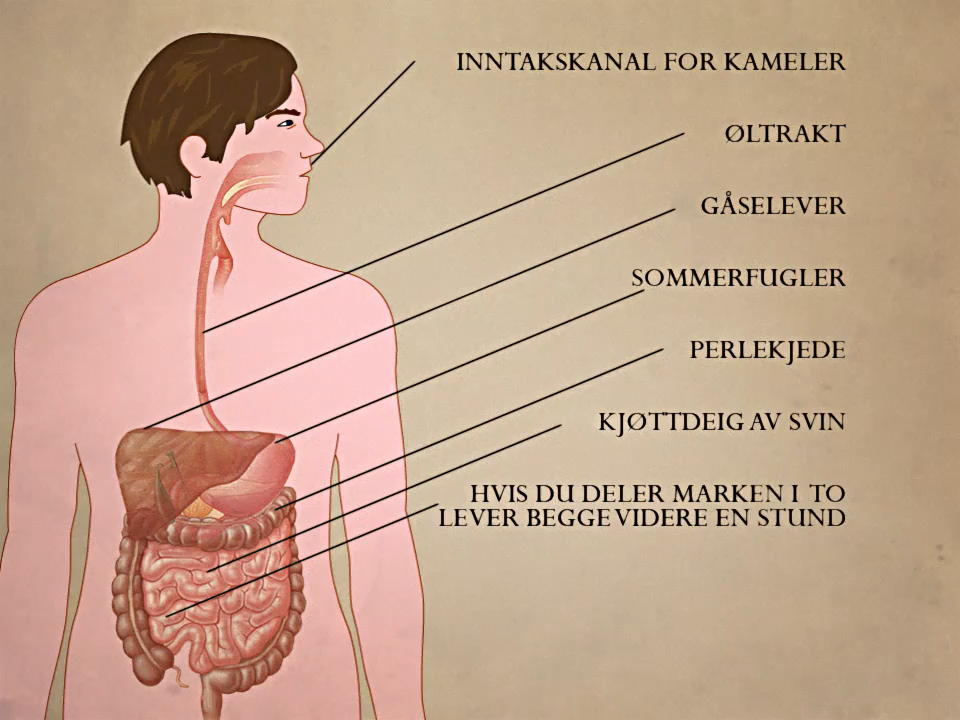 INNTAKSKANAL FOR KAMELER
ØLTRAKT
GÅSELEVER
SOMMERFUGLER
PERLEKJEDE
KJØTTDEIG AV SVIN
HVIS DU DELER MARKEN I TO
LEVER BEGGE VIDERE EN STUND